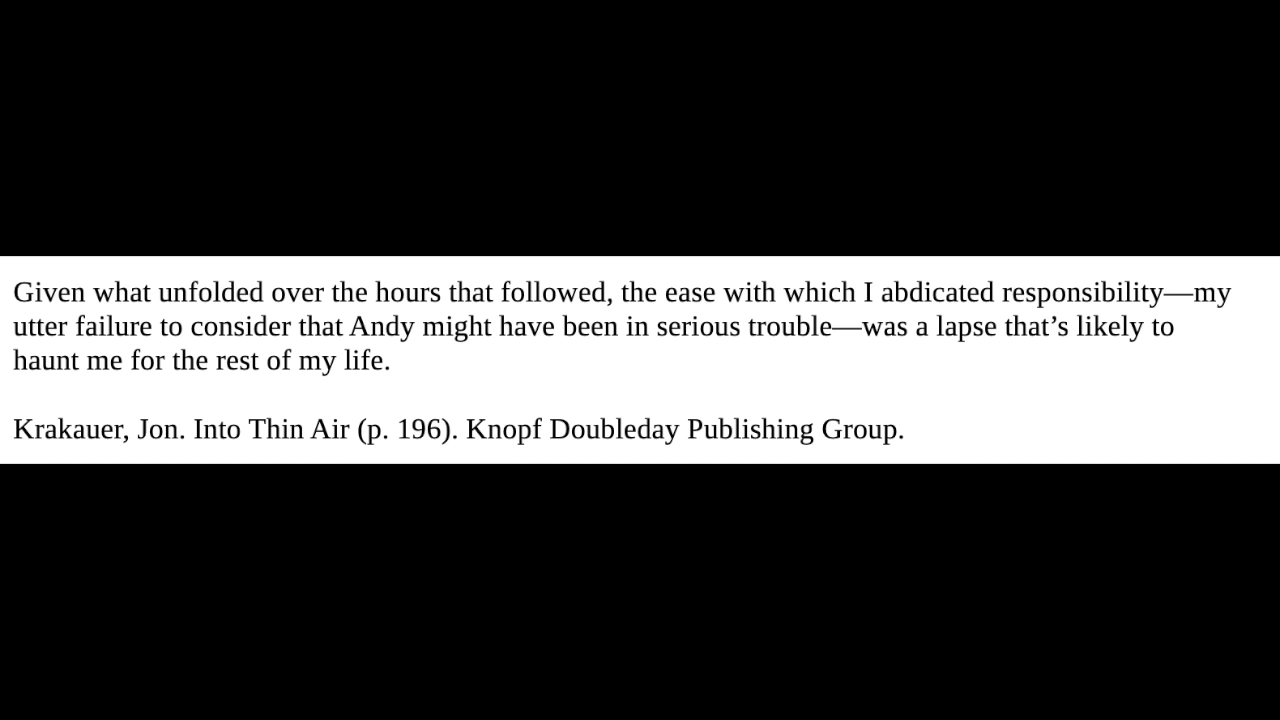 Given what unfolded over the hours that followed, the ease with which I abdicated responsibility—my
utter failure to consider that Andy might have been in serious trouble—was a lapse that’s likely to
haunt me for the rest of my life.
Krakauer, Jon. Into Thin Air (p. 196). Knopf Doubleday Publishing Group.